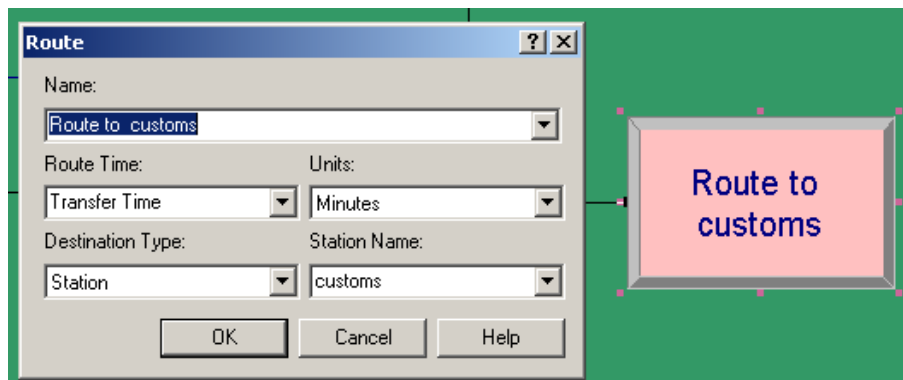 Route
Name:
Route to  customs
Route Time:
Units:
Transfer Time
Minutes
Destination Type:
Station Name:
Station
customs
OK
Cancel
Help
Route to
customs